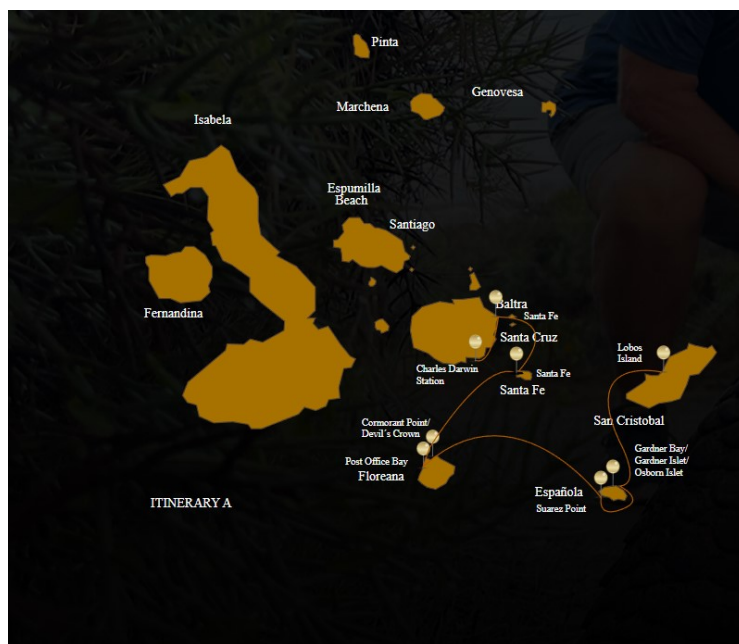 Pinta
Genovesa
Marchena
Isabela
Espumilla
Beach
Santiago
Fernandina
Baltra
Santa Fe
Santa Cruz
Charles Darwin
Station
Santa Fe
Santa Fe
Lobos
Island
San Cristobal
Cormorant Point/
Devil´s Crown
Post Office Bay
Floreana
Gardner Bay/
Gardner Islet/
Osborn Islet
Española
Suarez Point
ITINERARY A